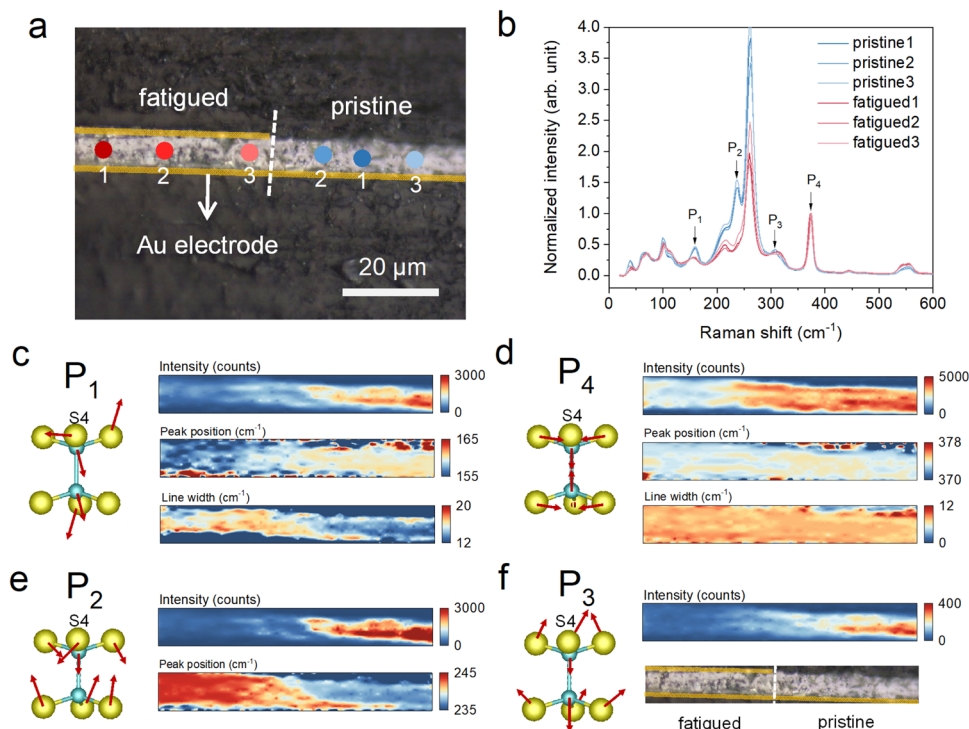 a
fatigued
pristine
1
2
3
2
1
3
Au electrode
20 μm
b
Normalized intensity (arb. unit)
4.0
3.5
3.0
2.5
2.0
1.5
1.0
0.5
0.0
0 100 200 300 400 500 600
Raman shift (cm⁻¹)
pristine1
pristine2
pristine3
fatigued1
fatigued2
fatigued3
P₁
P₂
P₃
P₄
c
P₁
S4
Intensity (counts)
3000
0
Peak position (cm⁻¹)
165
155
Line width (cm⁻¹)
20
12
d
P₄
S4
Intensity (counts)
5000
0
Peak position (cm⁻¹)
378
370
Line width (cm⁻¹)
12
0
e
P₂
S4
Intensity (counts)
3000
0
Peak position (cm⁻¹)
245
235
f
P₃
S4
Intensity (counts)
400
0
fatigued
pristine